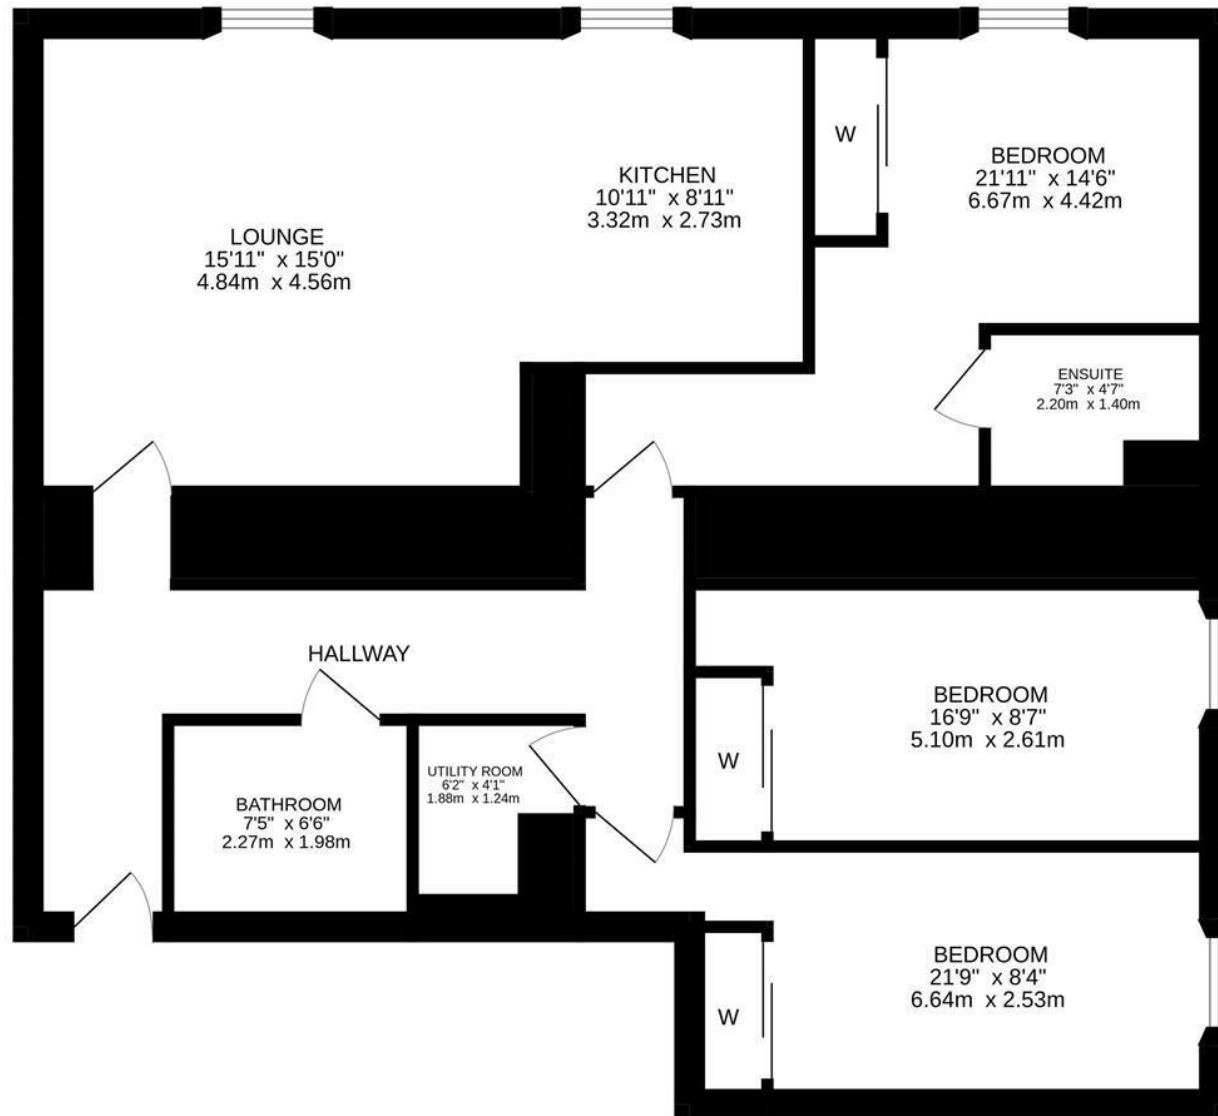 LOUNGE
15'11" x 15'0"
4.84m x 4.56m
KITCHEN
10'11" x 8'11"
3.32m x 2.73m
W
BEDROOM
21'11" x 14'6"
6.67m x 4.42m
ENSUITE
7'3" x 4'7"
2.20m x 1.40m
HALLWAY
BATHROOM
7'5" x 6'6"
2.27m x 1.98m
UTILITY ROOM
6'2" x 4'1"
1.88m x 1.24m
W
BEDROOM
16'9" x 8'7"
5.10m x 2.61m
W
BEDROOM
21'9" x 8'4"
6.64m x 2.53m